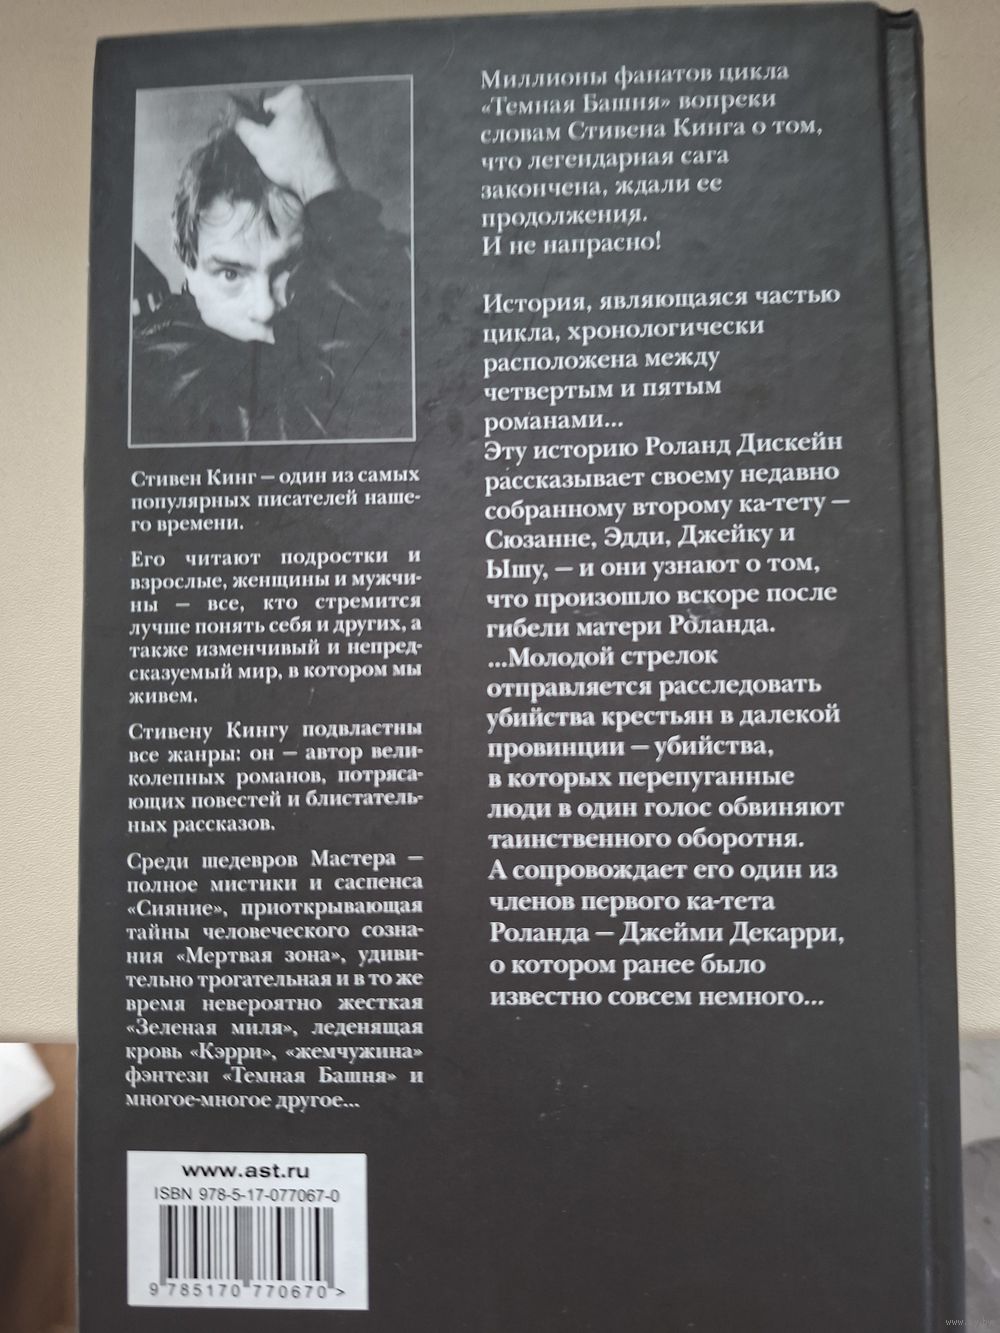 Стивен Кинг — один из самых
популярных писателей наше-
го времени.
Его читают подростки и
взрослые, женщины и мужчи-
ны — все, кто стремится
лучше понять себя и других, а
также изменчивый и непред-
сказуемый мир, в котором мы
живем.
Стивену Кингу подвластны
все жанры: он — автор вели-
колепных романов, потряса-
ющих повестей и блистатель-
ных рассказов.
Среди шедевров Мастера —
полное мистики и саспенса
«Сияние», приоткрывающая
тайны человеческого созна-
ния «Мертвая зона», удиви-
тельно трогательная и в то же
время невероятно жесткая
«Зеленая миля», леденящая
кровь «Кэрри», «жемчужина»
фэнтези «Темная Башня» и
многое-многое другое...
www.ast.ru
ISBN 978-5-17-077067-0
9 785170 770670 >
Миллионы фанатов цикла
«Темная Башня» вопреки
словам Стивена Кинга о том,
что легендарная сага
закончена, ждали ее
продолжения.
И не напрасно!
История, являющаяся частью
цикла, хронологически
расположена между
четвертым и пятым
романами...
Эту историю Роланд Дискейн
рассказывает своему недавно
собранному второму ка-тету —
Сюзанне, Эдди, Джейку и
Ышу, — и они узнают о том,
что произошло вскоре после
гибели матери Роланда.
...Молодой стрелок
отправляется расследовать
убийства крестьян в далекой
провинции — убийства,
в которых перепуганные
люди в один голос обвиняют
таинственного оборотня.
А сопровождает его один из
членов первого ка-тета
Роланда — Джейми Декарри,
о котором ранее было
известно совсем немного...